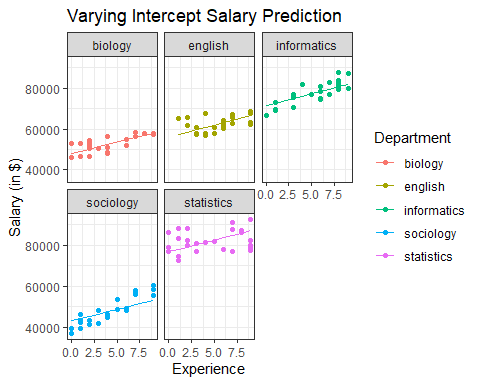 Varying Intercept Salary Prediction
biology
english
informatics
80000
60000
40000
0.0 2.5 5.0 7.5
sociology
statistics
80000
60000
40000
0.0 2.5 5.0 7.5
0.0 2.5 5.0 7.5
Salary (in $)
Experience
Department
biology
english
informatics
sociology
statistics